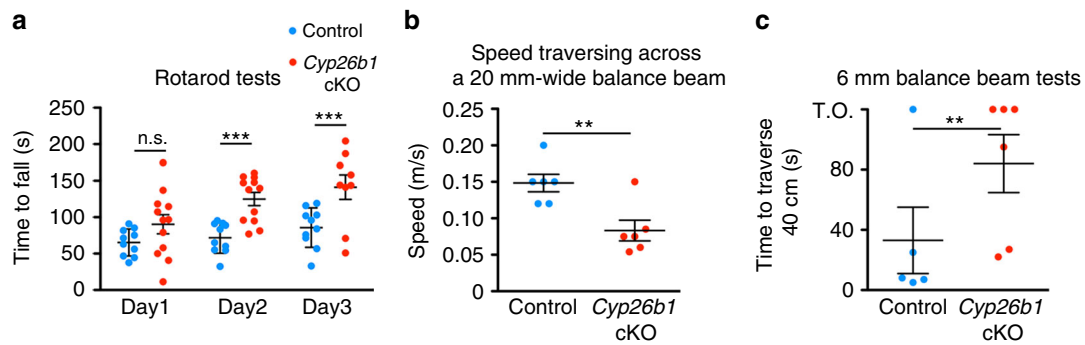 a
Control
Cyp26b1
cKO
Rotarod tests
Time to fall (s)
250
200
150
100
50
0
n.s.
***
***
Day1
Day2
Day3
b
Speed traversing across
a 20 mm-wide balance beam
Speed (m/s)
0.25
0.20
0.15
0.10
0.05
0.00
**
Control
Cyp26b1
cKO
c
6 mm balance beam tests
Time to traverse
40 cm (s)
T.O.
80
40
0
**
Control
Cyp26b1
cKO